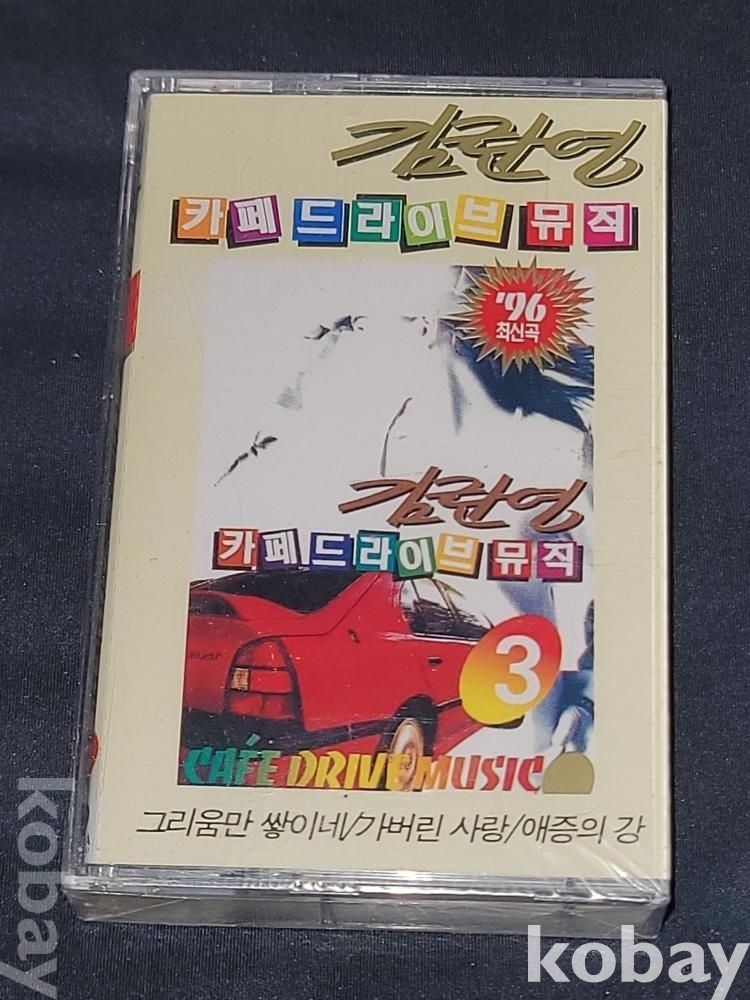 김란영
카페 드라이브 뮤직
'96
최신곡
김란영
카페 드라이브 뮤직
3
CAFÉ DRIVE MUSIC
그리움만 쌓이네/가버린 사랑/애증의 강
kobay
kobay